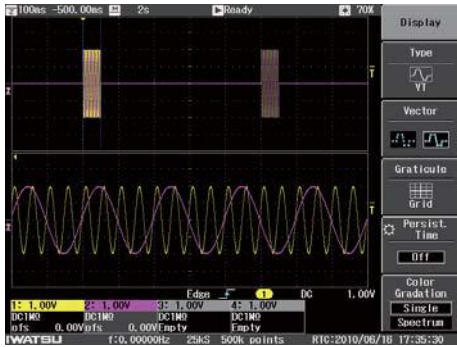 100ms -500.00ms 2s Ready 70%
Display
Type
YT
Vector
Graticule
Grid
Persist.
Time
Off
Color
Gradation
Single
Spectrum
T
T
Edge 1 DC 1.00V
1: 1.00V 2: 1.00V 3: 1.00V 4: 1.00V
DC1MΩ DC1MΩ DC1MΩ DC1MΩ
ofs 0.00V ofs 0.00V Empty Empty
IWATSU f:0.00000Hz 25kS 500k points RTC:2010/06/16 17:35:30